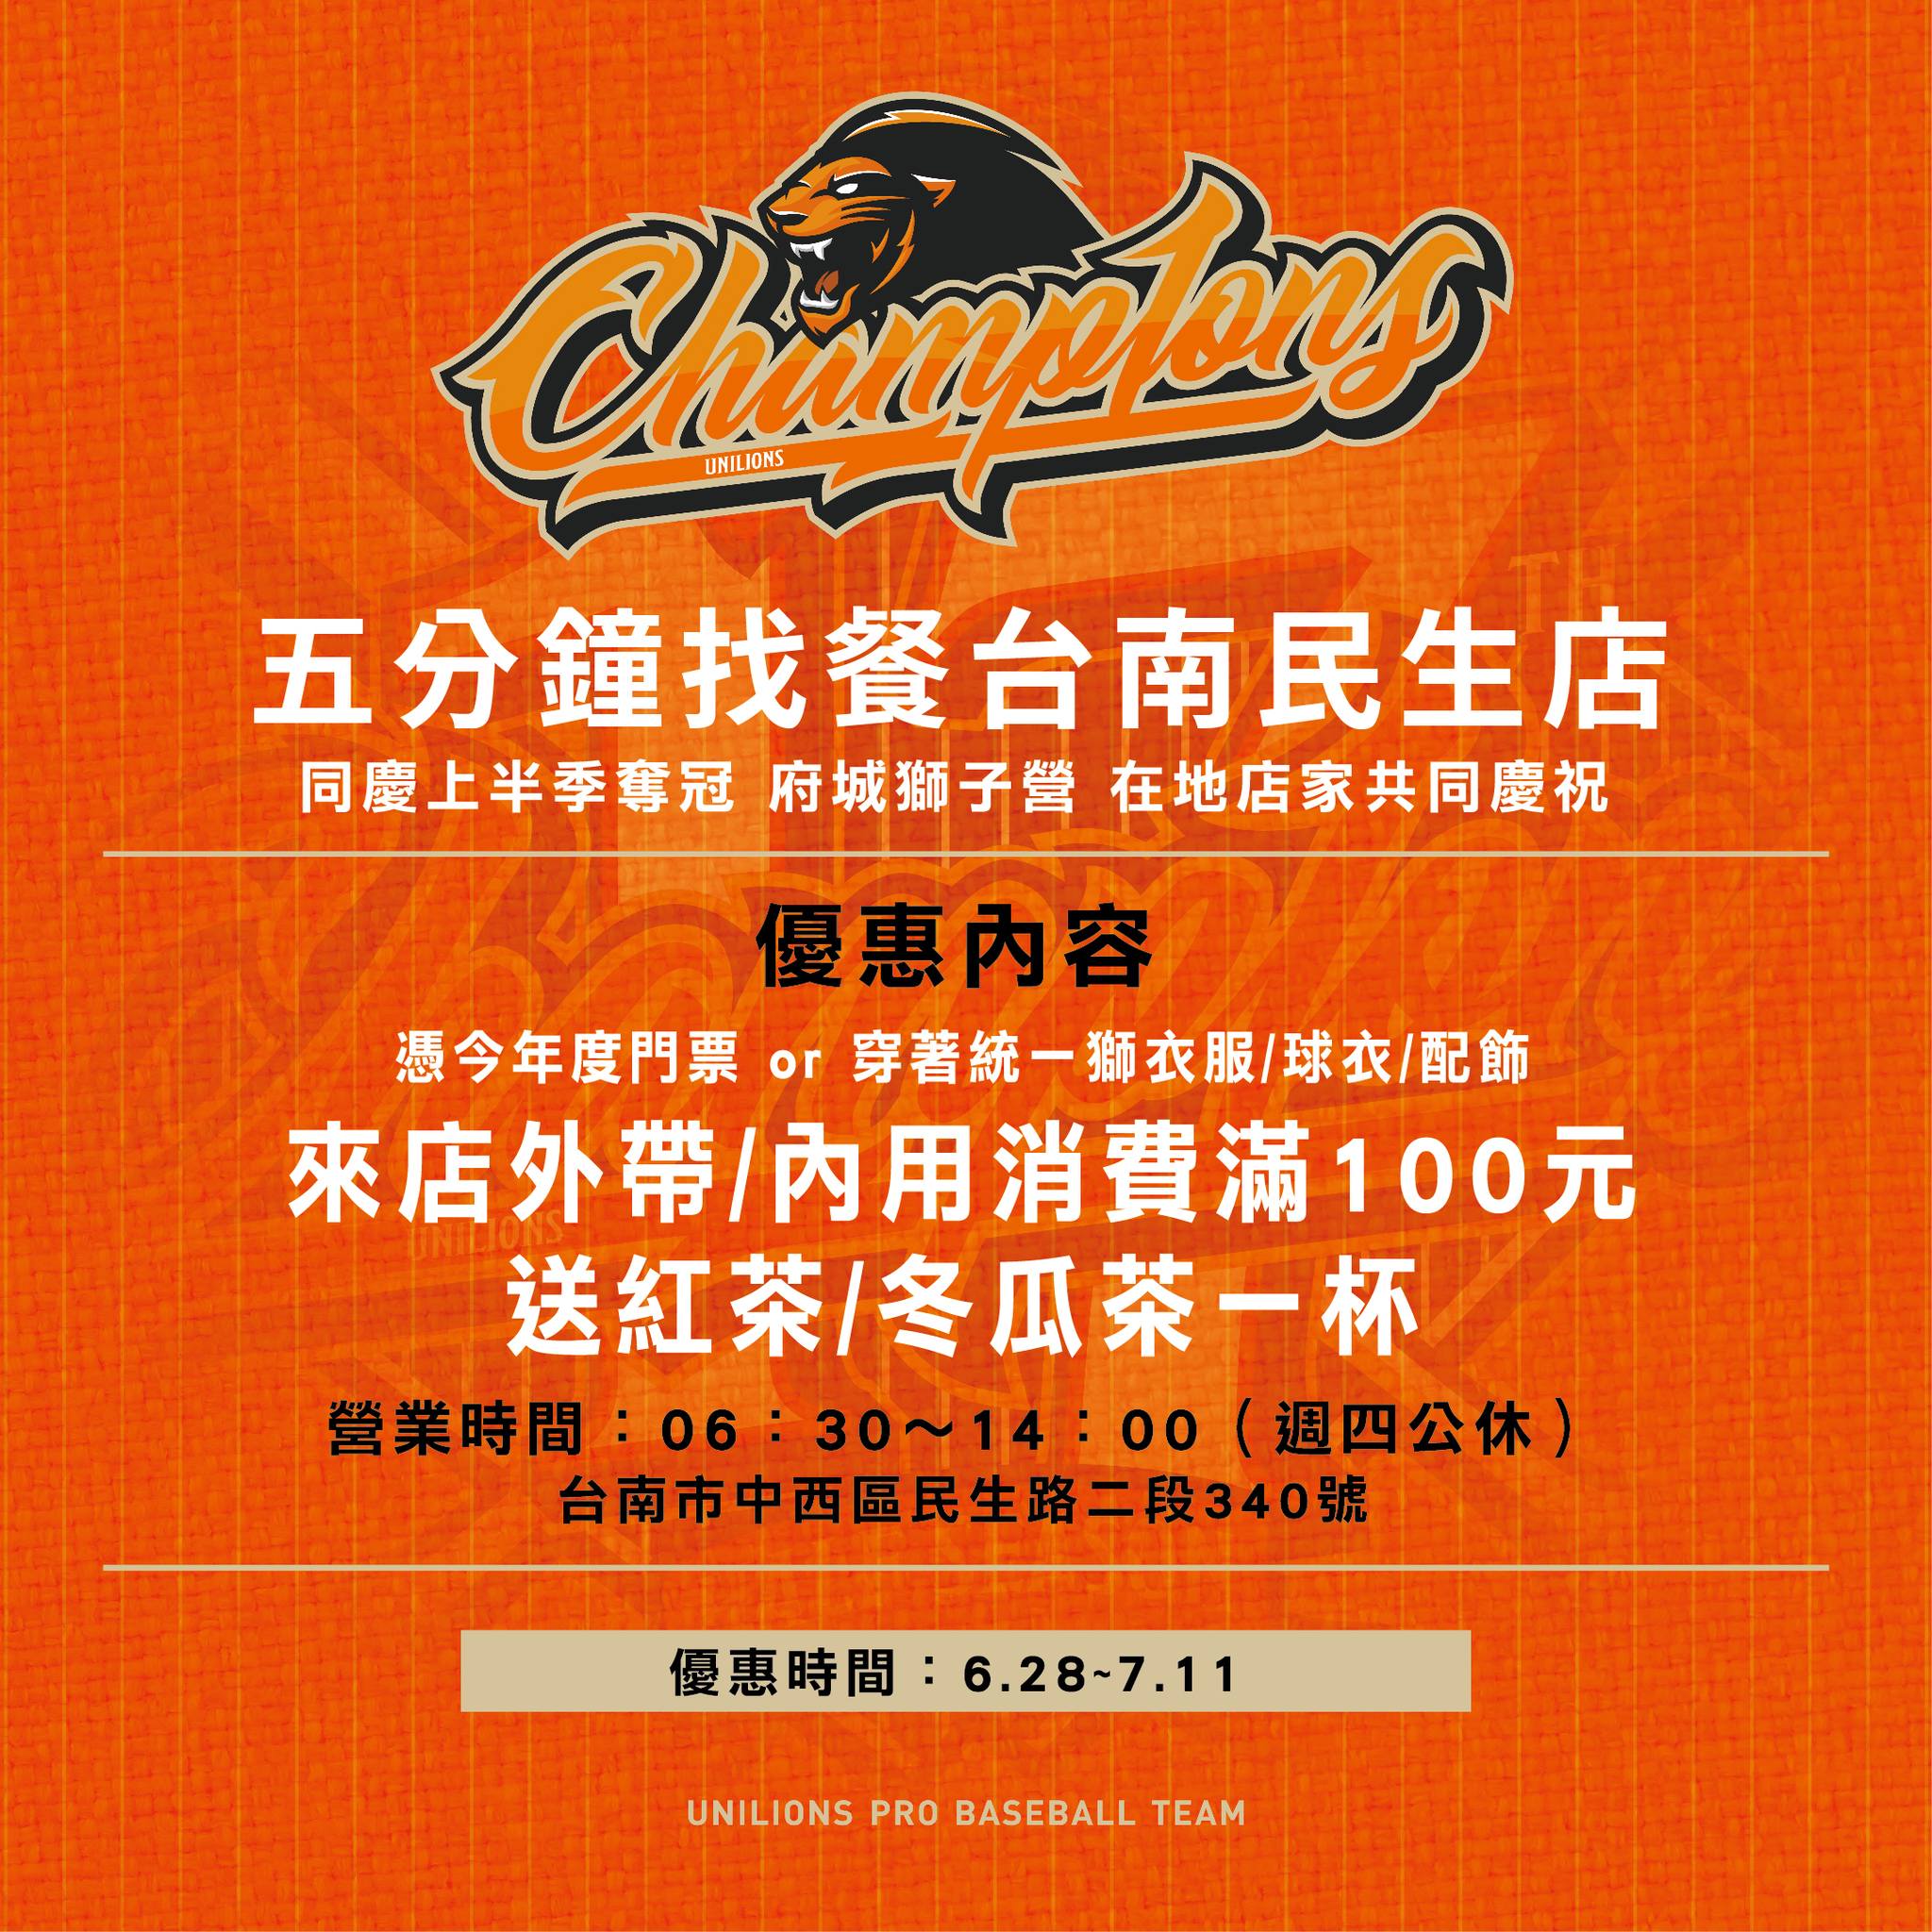 Champ1ons
UNILIONS
五分鐘找餐台南民生店
同慶上半季奪冠 府城獅子營 在地店家共同慶祝
優惠內容
憑今年度門票 or 穿著統一獅衣服/球衣/配飾
來店外帶/內用消費滿100元
送紅茶/冬瓜茶一杯
營業時間：06：30～14：00（週四公休）
台南市中西區民生路二段340號
優惠時間：6.28~7.11
UNILIONS PRO BASEBALL TEAM